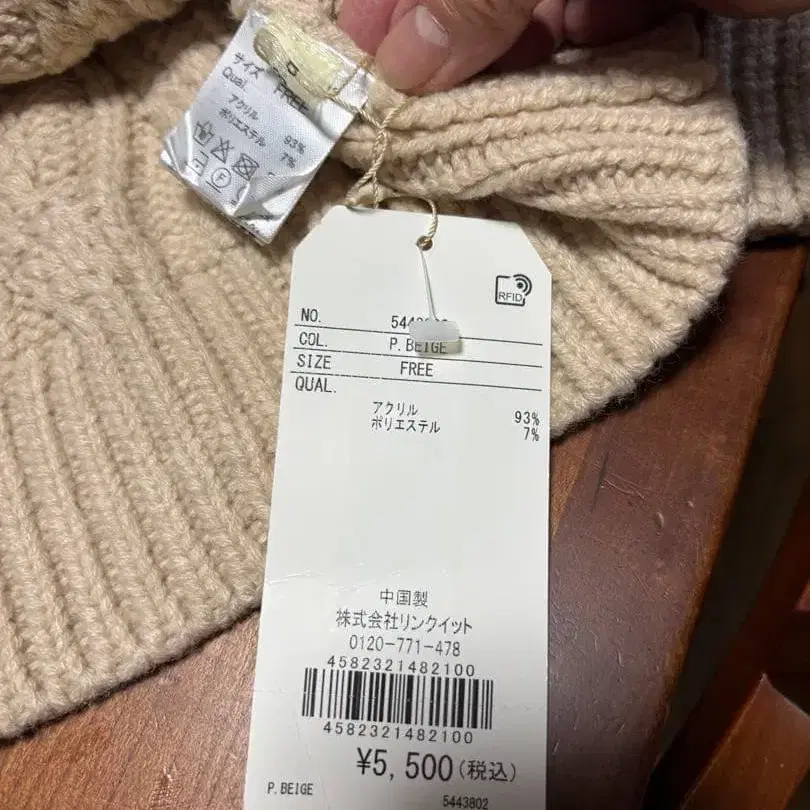 サイズ
FREE
Qual.
アクリル 93%
ポリエステル 7%
RFID
NO.
COL. P.BEIGE
SIZE FREE
QUAL.
アクリル 93%
ポリエステル 7%
中国製
株式会社リンクイット
0120-771-478
4582321482100
4582321482100
¥5,500(税込)
P.BEIGE 5443802